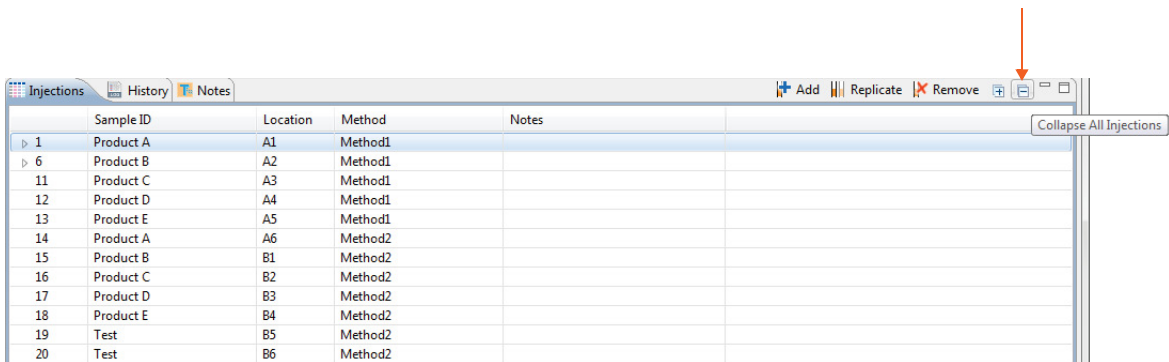 Injections History Notes Add Replicate Remove
Sample ID Location Method Notes
Collapse All Injections
1 Product A A1 Method1
6 Product B A2 Method1
11 Product C A3 Method1
12 Product D A4 Method1
13 Product E A5 Method1
14 Product A A6 Method2
15 Product B B1 Method2
16 Product C B2 Method2
17 Product D B3 Method2
18 Product E B4 Method2
19 Test B5 Method2
20 Test B6 Method2